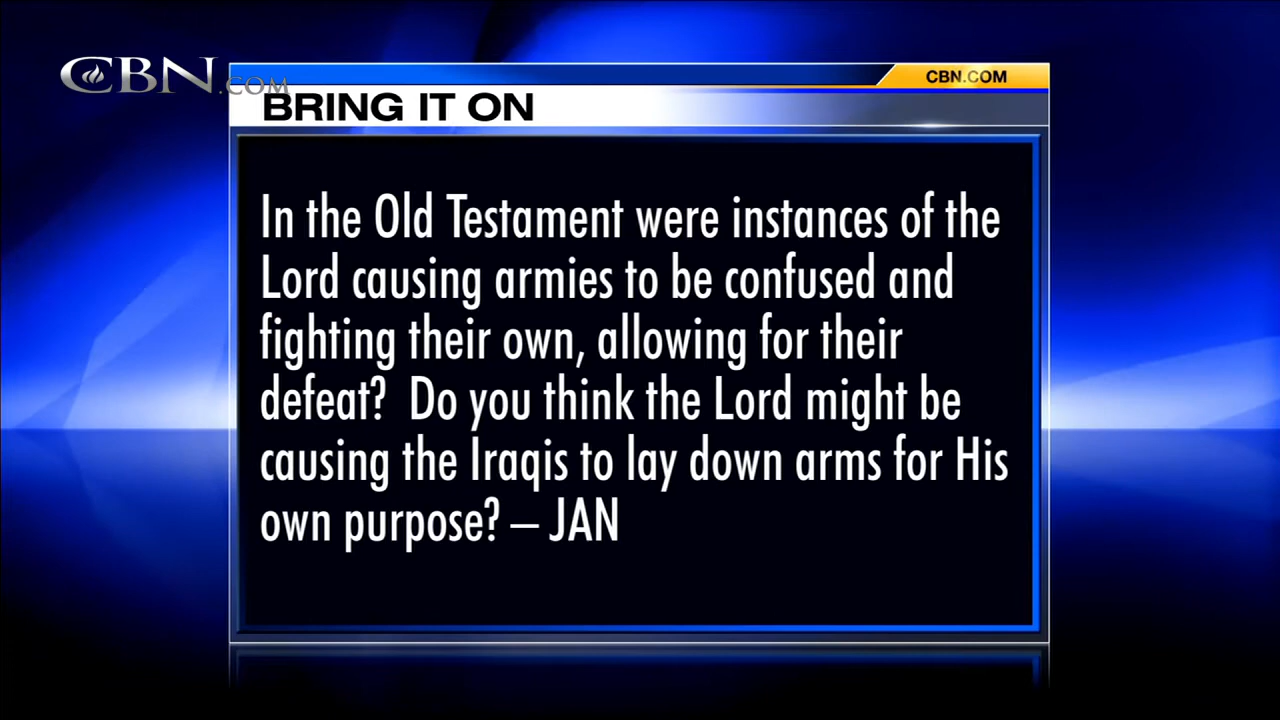 CBN.COM
CBN.COM
BRING IT ON
In the Old Testament were instances of the
Lord causing armies to be confused and
fighting their own, allowing for their
defeat?  Do you think the Lord might be
causing the Iraqis to lay down arms for His
own purpose? – JAN